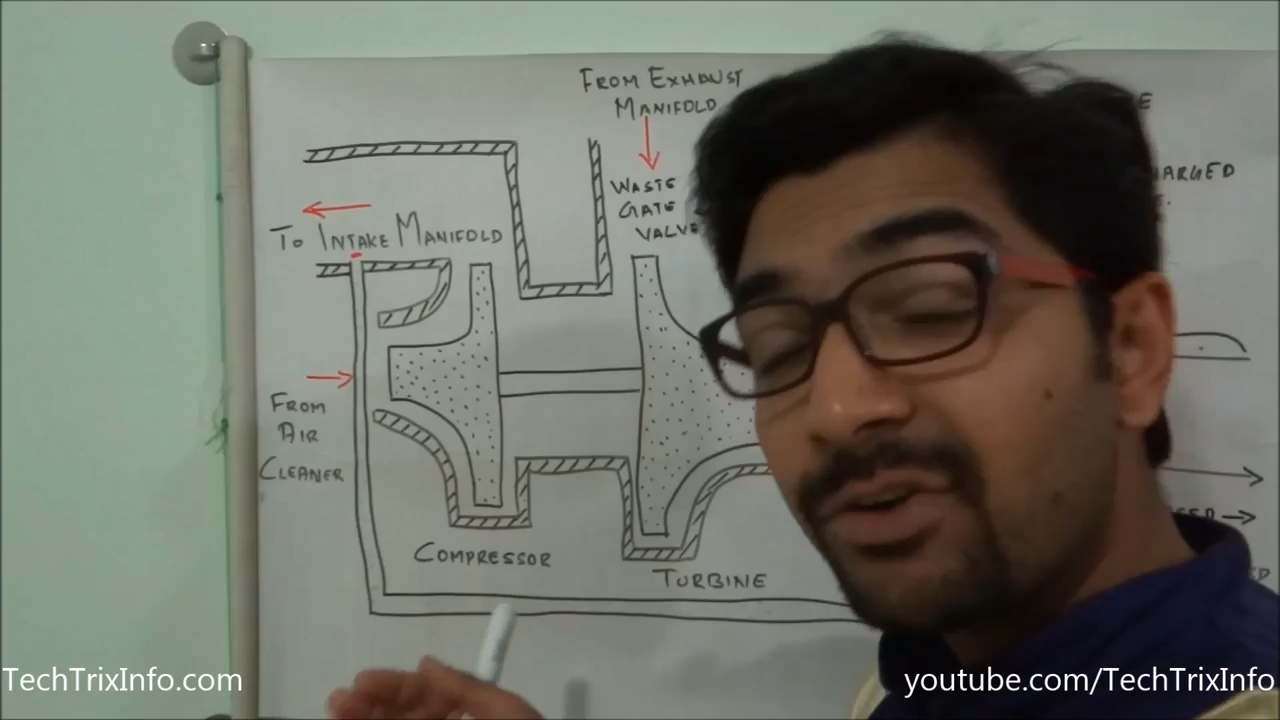 FROM EXHAUST
MANIFOLD
WASTE
GATE
VALVE
TO INTAKE MANIFOLD
FROM
AIR
CLEANER
COMPRESSOR
TURBINE
TechTrixInfo.com
youtube.com/TechTrixInfo